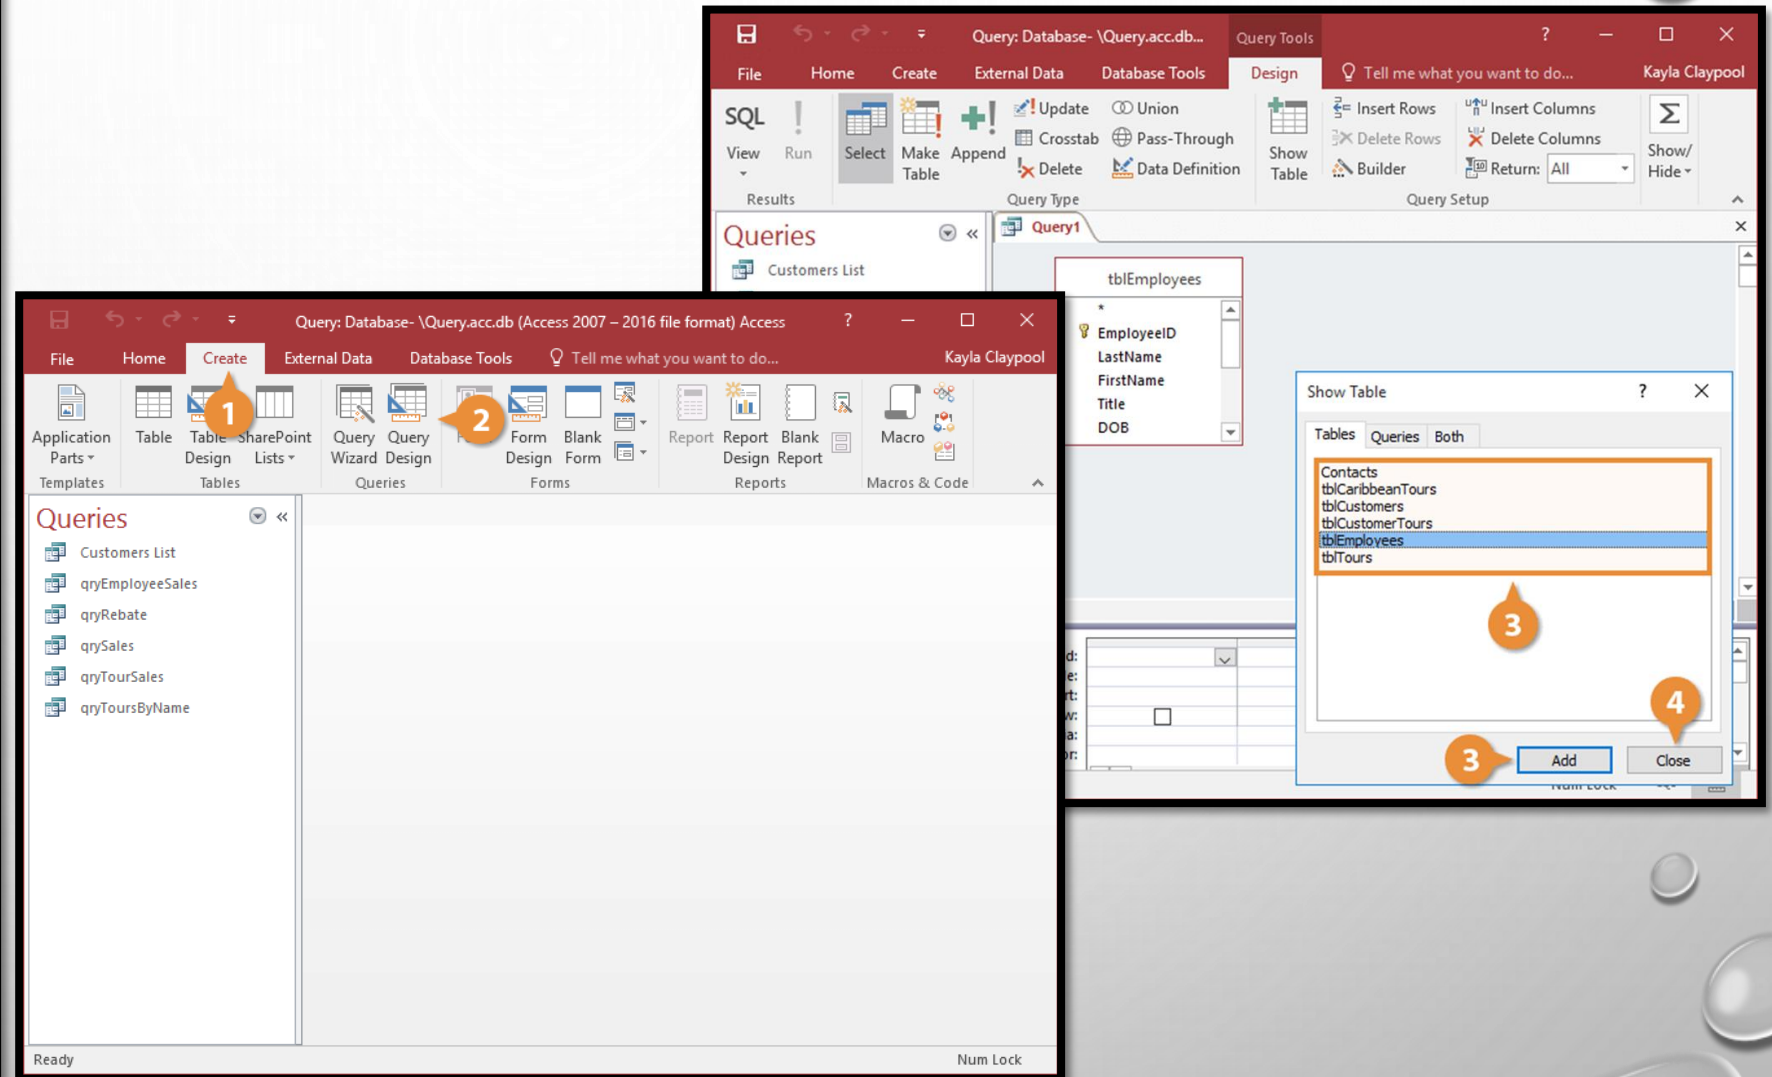 Query: Database- \Query.acc.db...
Query Tools
?
File
Home
Create
External Data
Database Tools
Design
Tell me what you want to do...
Kayla Claypool
SQL
View
Run
Select
Make
Table
Append
Update
Crosstab
Delete
Union
Pass-Through
Data Definition
Show
Table
Insert Rows
Delete Rows
Builder
Insert Columns
Delete Columns
Return: All
Σ
Show/
Hide
Results
Query Type
Query Setup
Queries
«
Query1
Customers List
tblEmployees
*
EmployeeID
LastName
FirstName
Title
DOB
Show Table
?
Tables
Queries
Both
Contacts
tblCaribbeanTours
tblCustomers
tblCustomerTours
tblEmployees
tblTours
3
4
3
Add
Close
d:
e:
rt:
w:
a:
or:
Num Lock
Query: Database- \Query.acc.db (Access 2007 – 2016 file format) Access
?
File
Home
Create
External Data
Database Tools
Tell me what you want to do...
Kayla Claypool
1
2
Application
Parts
Table
Table
Design
SharePoint
Lists
Query
Wizard
Query
Design
Form
Design
Blank
Form
Report
Report
Design
Blank
Report
Macro
Templates
Tables
Queries
Forms
Reports
Macros & Code
Queries
«
Customers List
qryEmployeeSales
qryRebate
qrySales
qryTourSales
qryToursByName
Ready
Num Lock